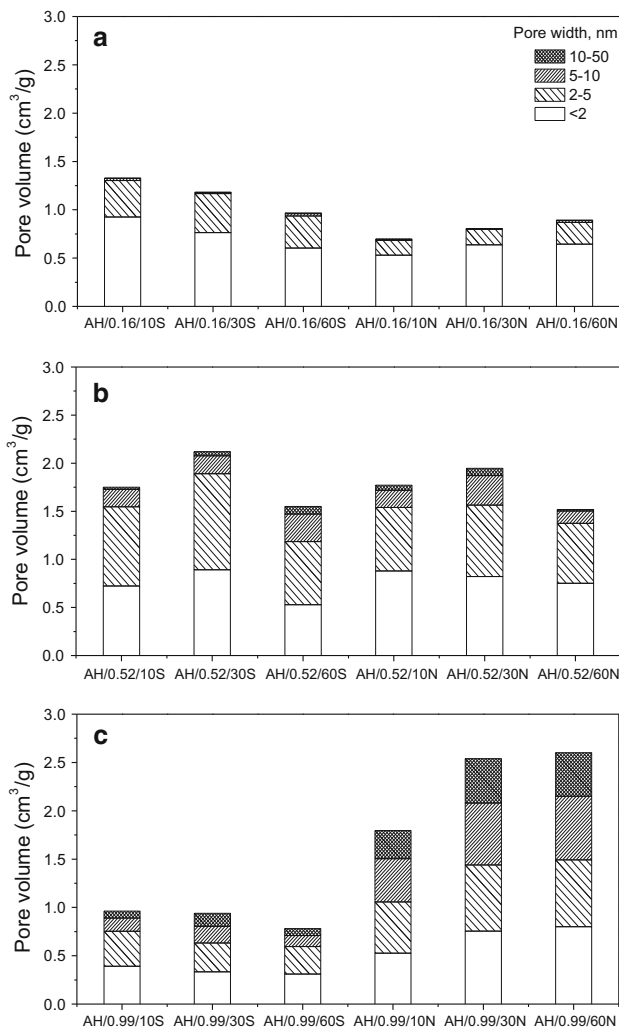 a
Pore width, nm
10-50
5-10
2-5
<2
Pore volume (cm³/g)
3.0
2.5
2.0
1.5
1.0
0.5
0.0
AH/0.16/10S AH/0.16/30S AH/0.16/60S AH/0.16/10N AH/0.16/30N AH/0.16/60N
b
Pore volume (cm³/g)
3.0
2.5
2.0
1.5
1.0
0.5
0.0
AH/0.52/10S AH/0.52/30S AH/0.52/60S AH/0.52/10N AH/0.52/30N AH/0.52/60N
c
Pore volume (cm³/g)
3.0
2.5
2.0
1.5
1.0
0.5
0.0
AH/0.99/10S AH/0.99/30S AH/0.99/60S AH/0.99/10N AH/0.99/30N AH/0.99/60N